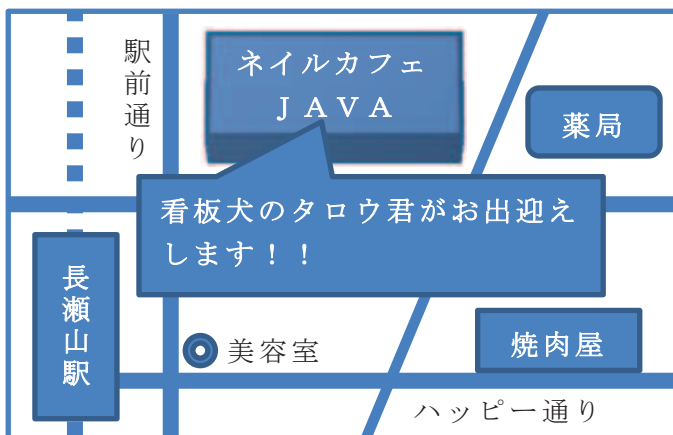 駅前通り
ネイルカフェ
ＪＡＶＡ
薬局
看板犬のタロウ君がお出迎え
します！！
長瀬山駅
美容室
焼肉屋
ハッピー通り